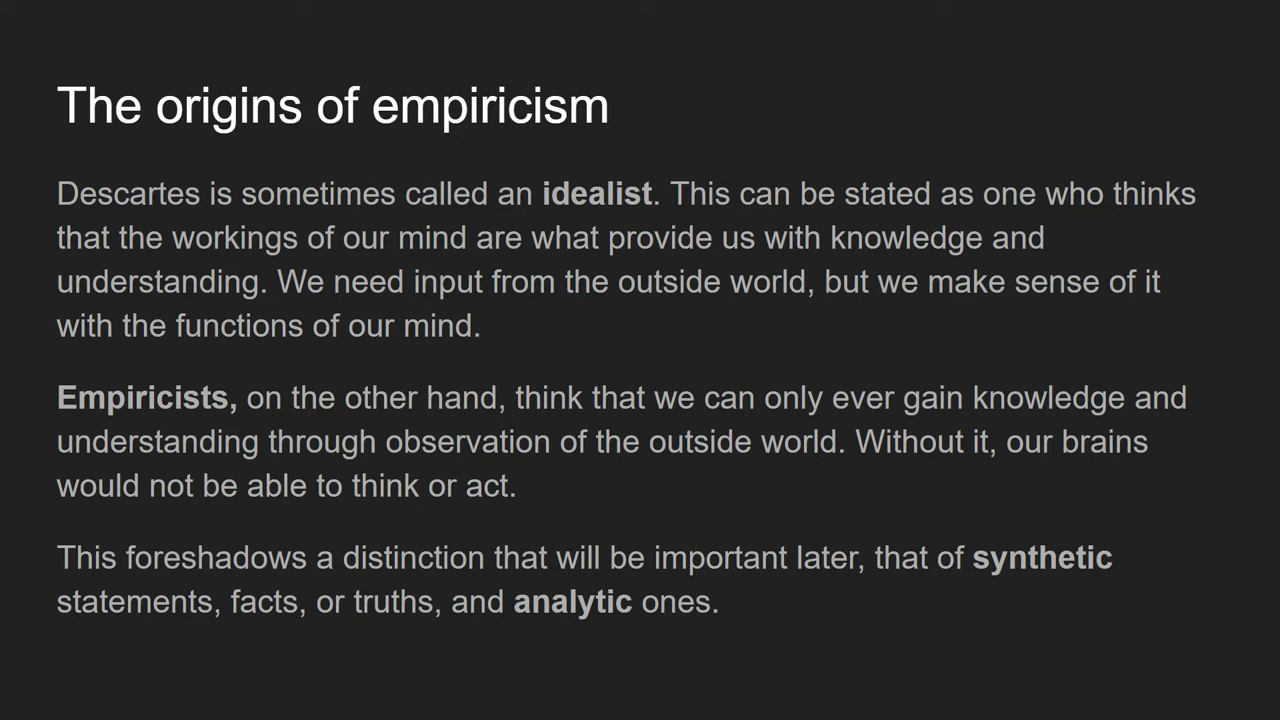 The origins of empiricism
Descartes is sometimes called an idealist. This can be stated as one who thinks
that the workings of our mind are what provide us with knowledge and
understanding. We need input from the outside world, but we make sense of it
with the functions of our mind.
Empiricists, on the other hand, think that we can only ever gain knowledge and
understanding through observation of the outside world. Without it, our brains
would not be able to think or act.
This foreshadows a distinction that will be important later, that of synthetic
statements, facts, or truths, and analytic ones.